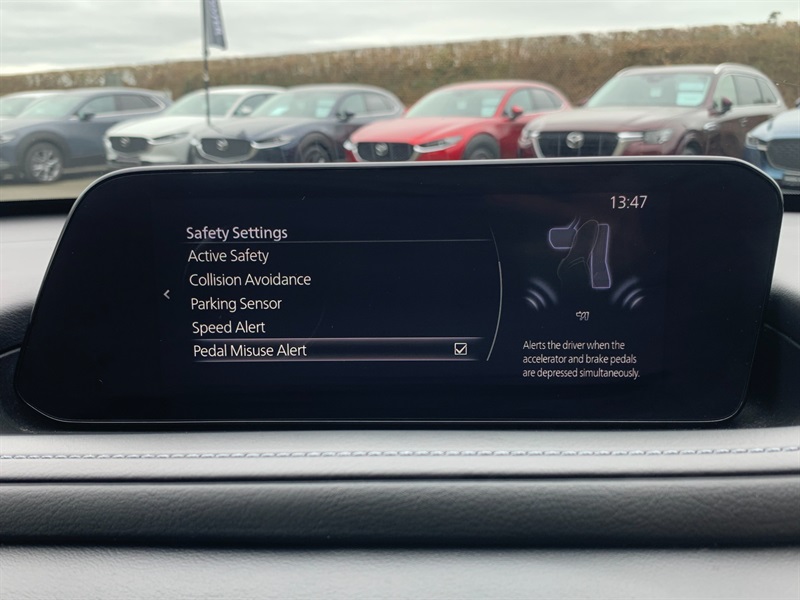 13:47
Safety Settings
Active Safety
Collision Avoidance
Parking Sensor
Speed Alert
Pedal Misuse Alert
Alerts the driver when the
accelerator and brake pedals
are depressed simultaneously.